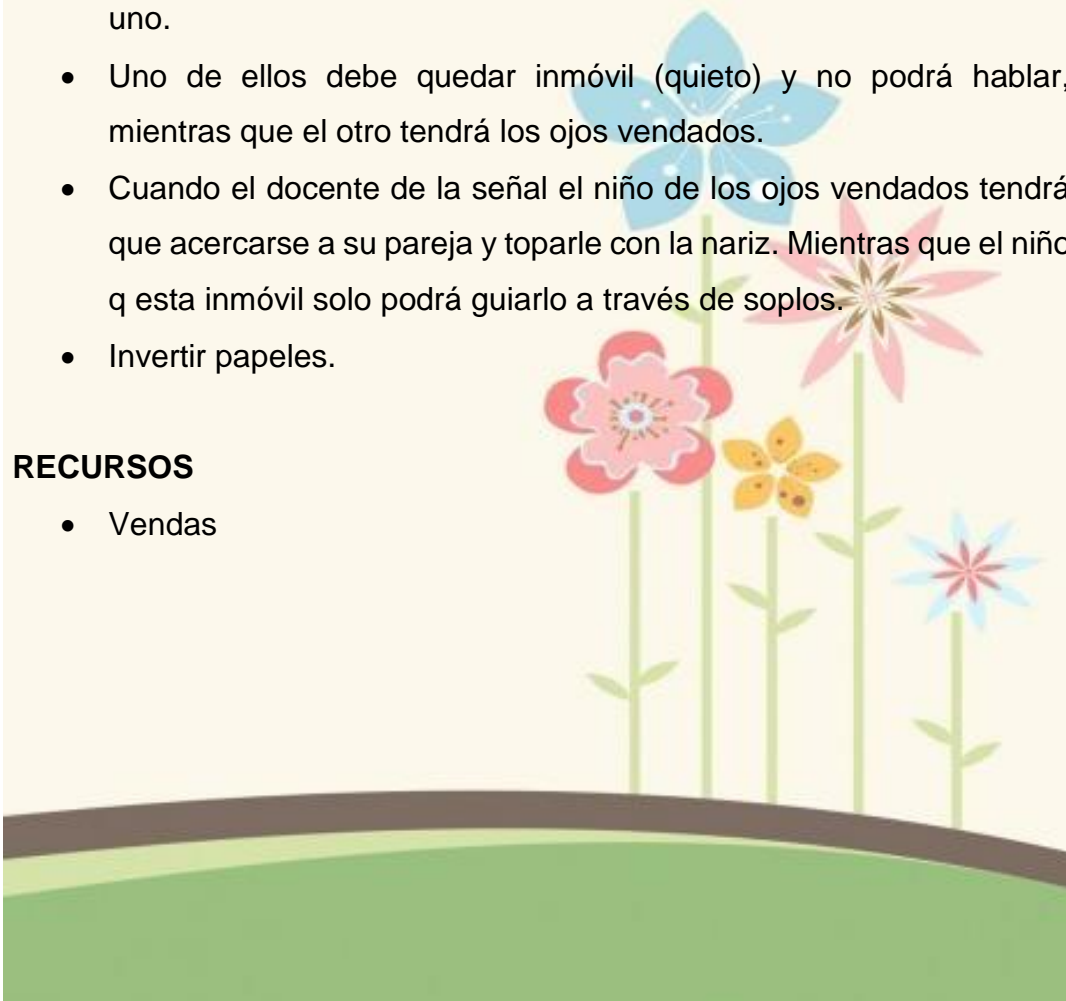 uno.
• Uno de ellos debe quedar inmóvil (quieto) y no podrá hablar,
mientras que el otro tendrá los ojos vendados.
• Cuando el docente de la señal el niño de los ojos vendados tendrá
que acercarse a su pareja y toparle con la nariz. Mientras que el niño
q esta inmóvil solo podrá guiarlo a través de soplos.
• Invertir papeles.
RECURSOS
• Vendas